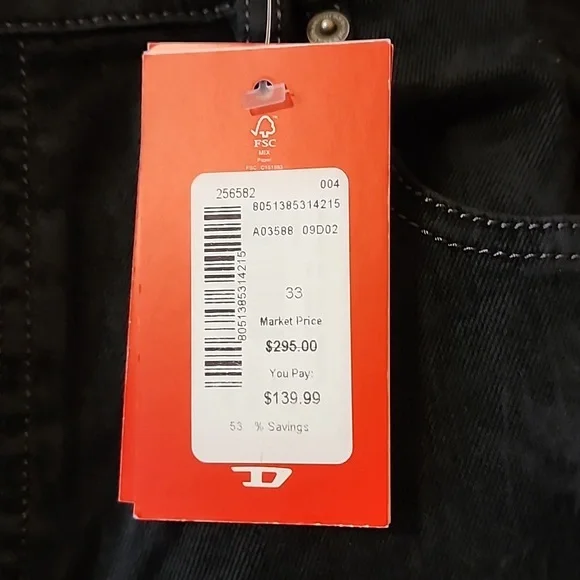 FSC
MIX
Paper
256582 004
8051385314215
A03588 09D02
8051385314215
33
Market Price
$295.00
You Pay:
$139.99
53 % Savings
D